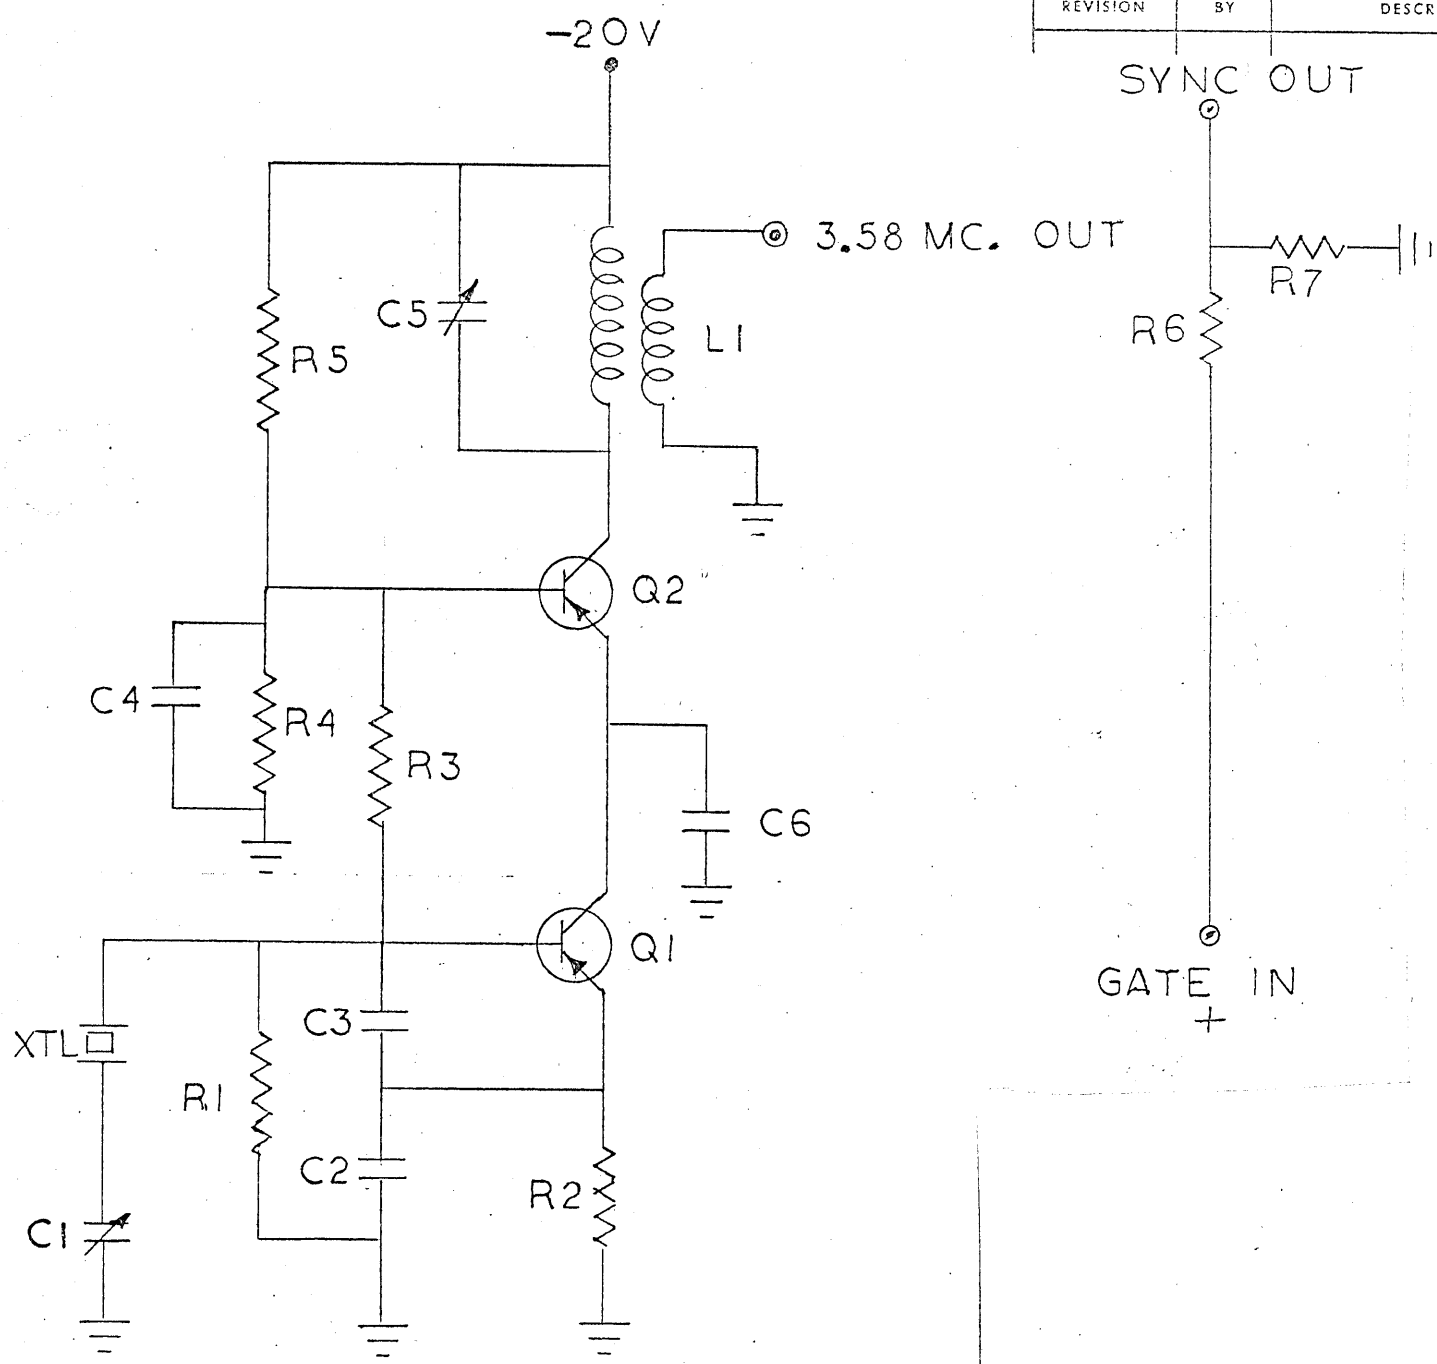 REVISION BY DESCR
-20V
SYNC OUT
3.58 MC. OUT
R7
C5
R6
L1
R5
Q2
C4
R4
R3
C6
Q1
GATE IN
+
C3
XTL
R1
C2
R2
C1